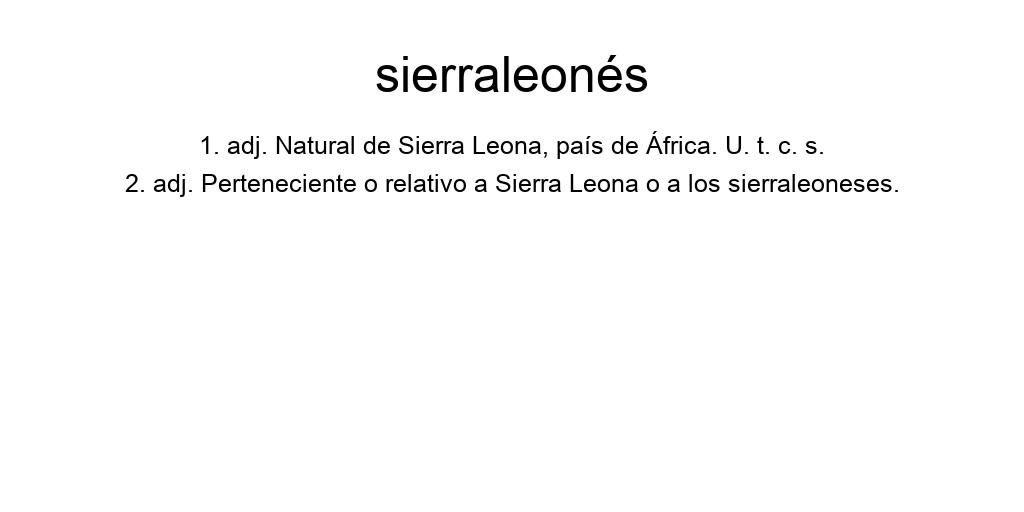 sierraleonés
1. adj. Natural de Sierra Leona, país de África. U. t. c. s.
2. adj. Perteneciente o relativo a Sierra Leona o a los sierraleoneses.